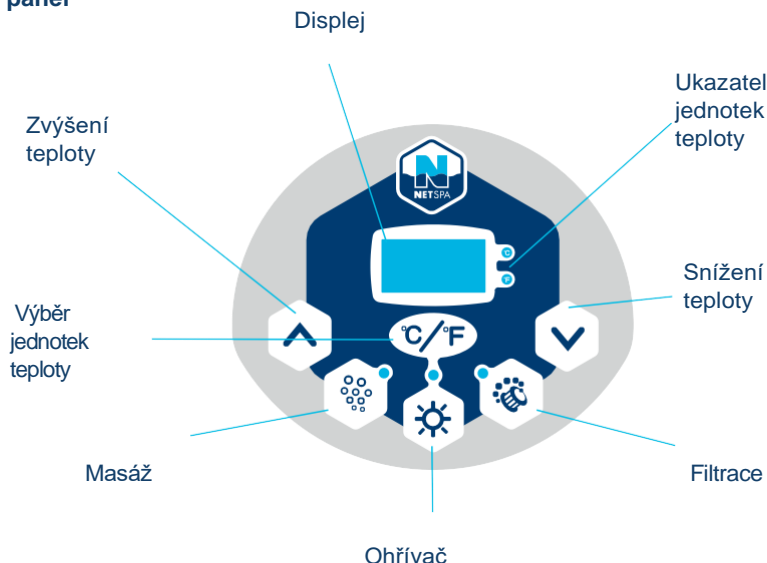 panel
Displej
Ukazatel
jednotek
teploty
Zvýšení
teploty
N
NETSPA
C
F
Snížení
teploty
Výběr
jednotek
teploty
°C/°F
Masáž
Filtrace
Ohřívač